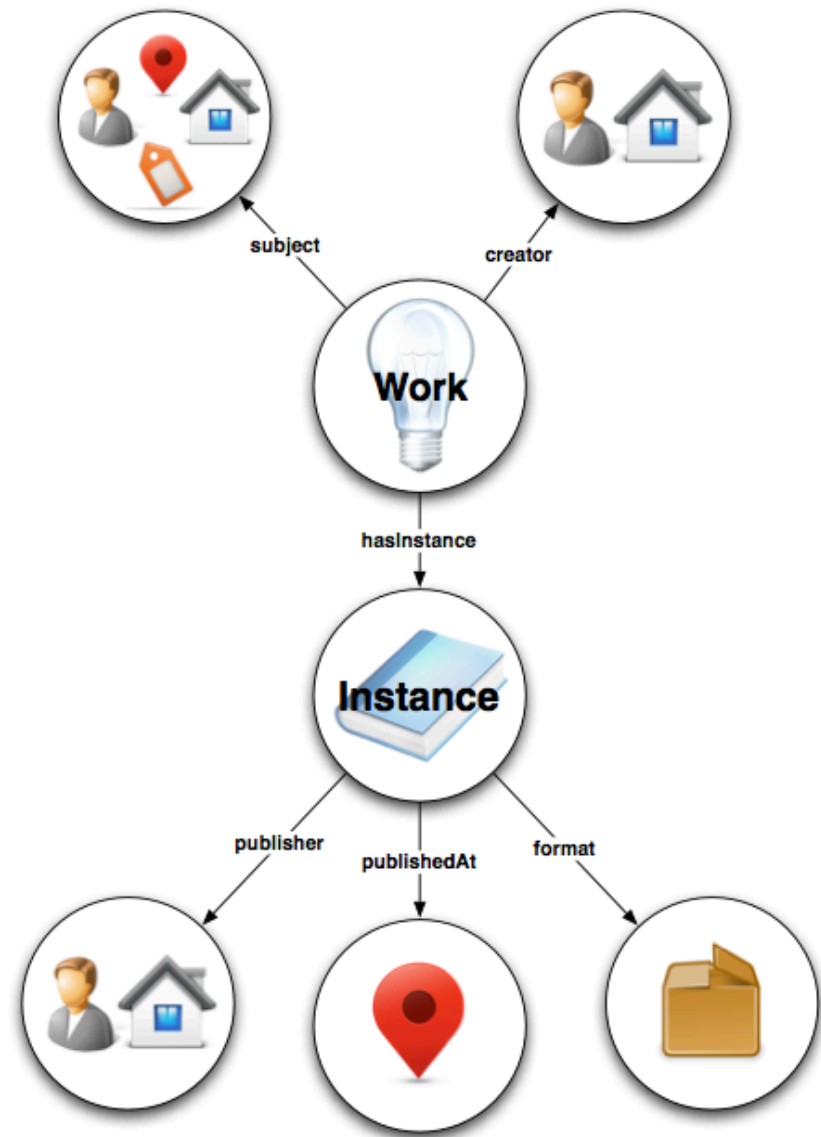 subject
creator
Work
hasInstance
Instance
publisher
publishedAt
format